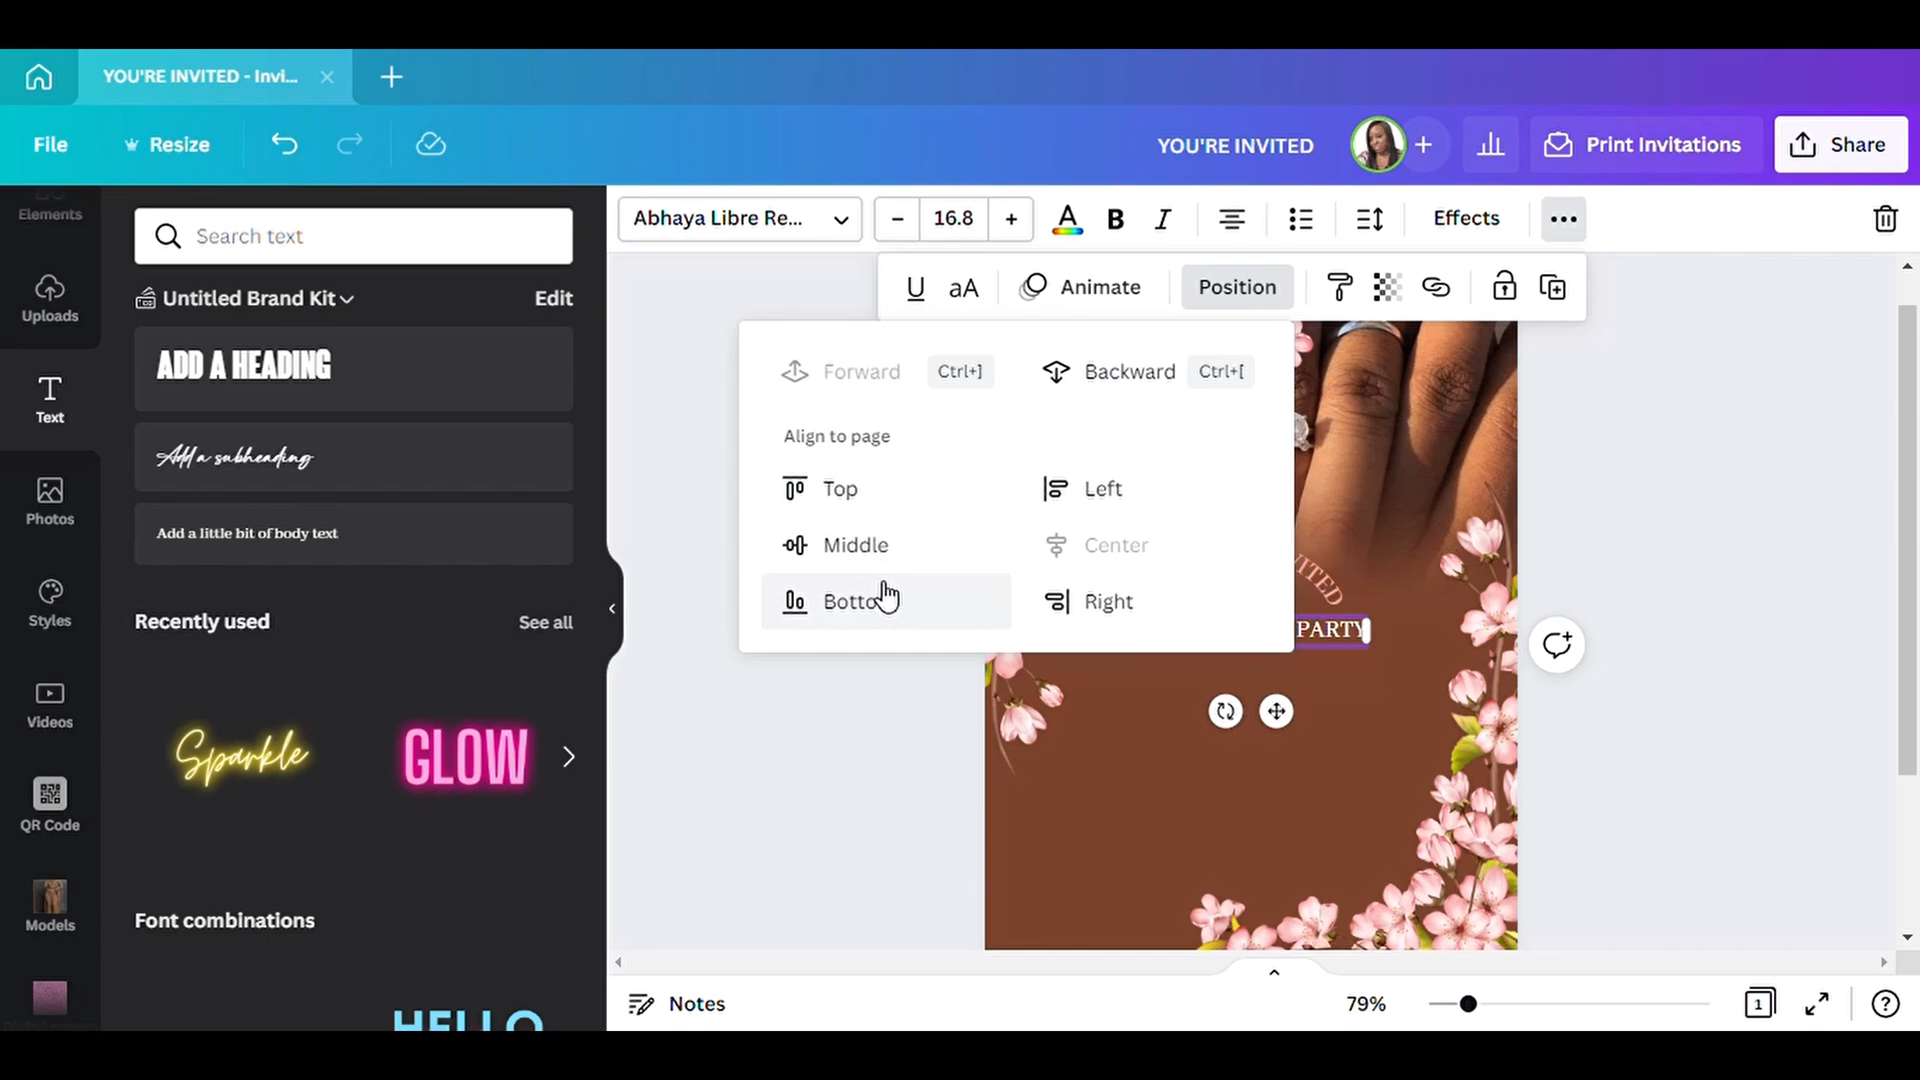 YOU'RE INVITED - Invi...
File
Resize
YOU'RE INVITED
Print Invitations
Share
Elements
Uploads
Text
Photos
Styles
Videos
QR Code
Models
Search text
Untitled Brand Kit
Edit
ADD A HEADING
Add a subheading
Add a little bit of body text
Recently used
See all
Sparkle
GLOW
Font combinations
HELLO
Abhaya Libre Re...
16.8
A
B
I
Effects
U
aA
Animate
Position
Forward
Ctrl+]
Backward
Ctrl+[
Align to page
Top
Left
Middle
Center
Right
PARTY
Notes
79%
1
?